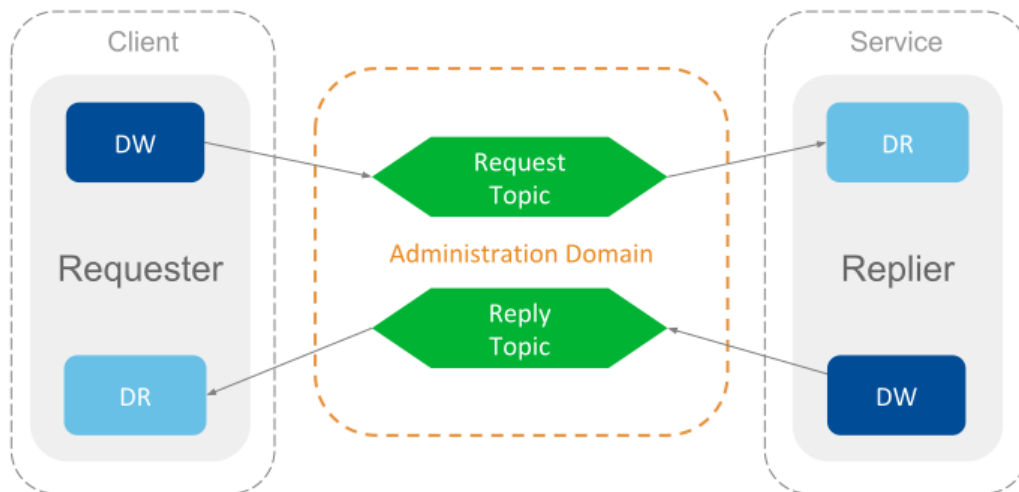 Client
Service
DW
Request
Topic
DR
Requester
Administration Domain
Replier
Reply
Topic
DR
DW